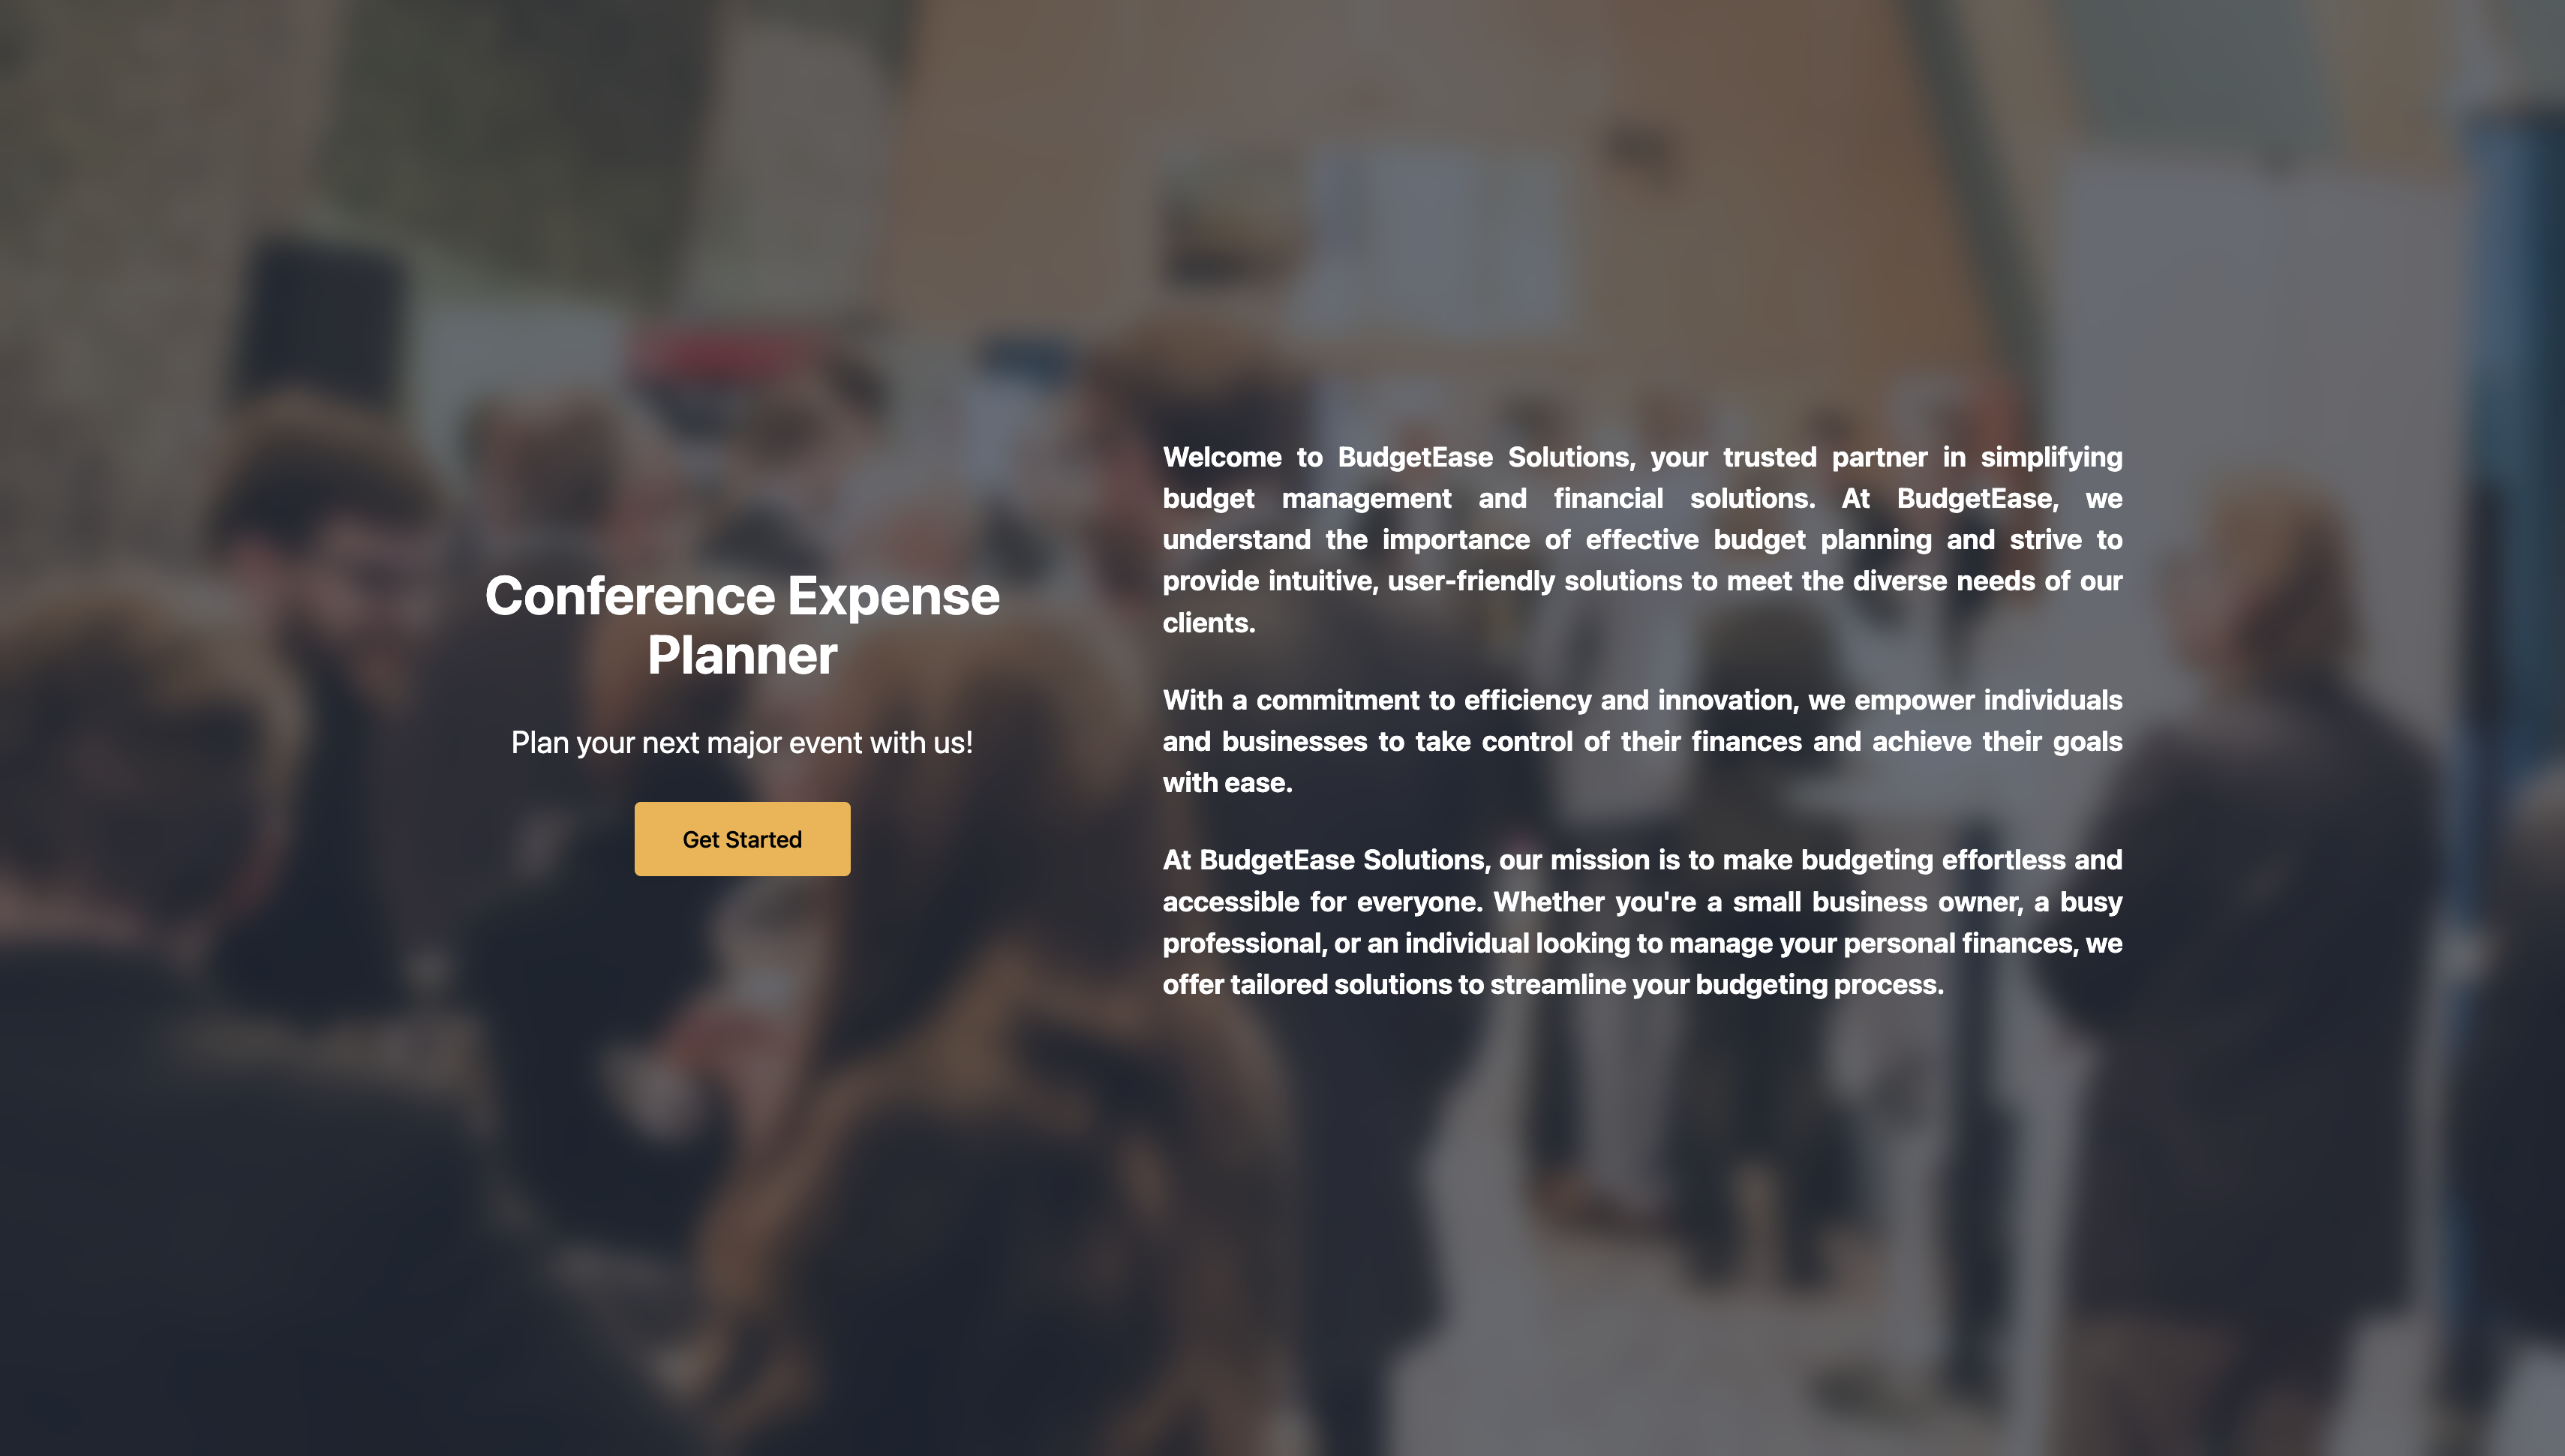 Conference Expense
Planner
Plan your next major event with us!
Get Started
Welcome to BudgetEase Solutions, your trusted partner in simplifying
budget management and financial solutions. At BudgetEase, we
understand the importance of effective budget planning and strive to
provide intuitive, user-friendly solutions to meet the diverse needs of our
clients.
With a commitment to efficiency and innovation, we empower individuals
and businesses to take control of their finances and achieve their goals
with ease.
At BudgetEase Solutions, our mission is to make budgeting effortless and
accessible for everyone. Whether you're a small business owner, a busy
professional, or an individual looking to manage your personal finances, we
offer tailored solutions to streamline your budgeting process.